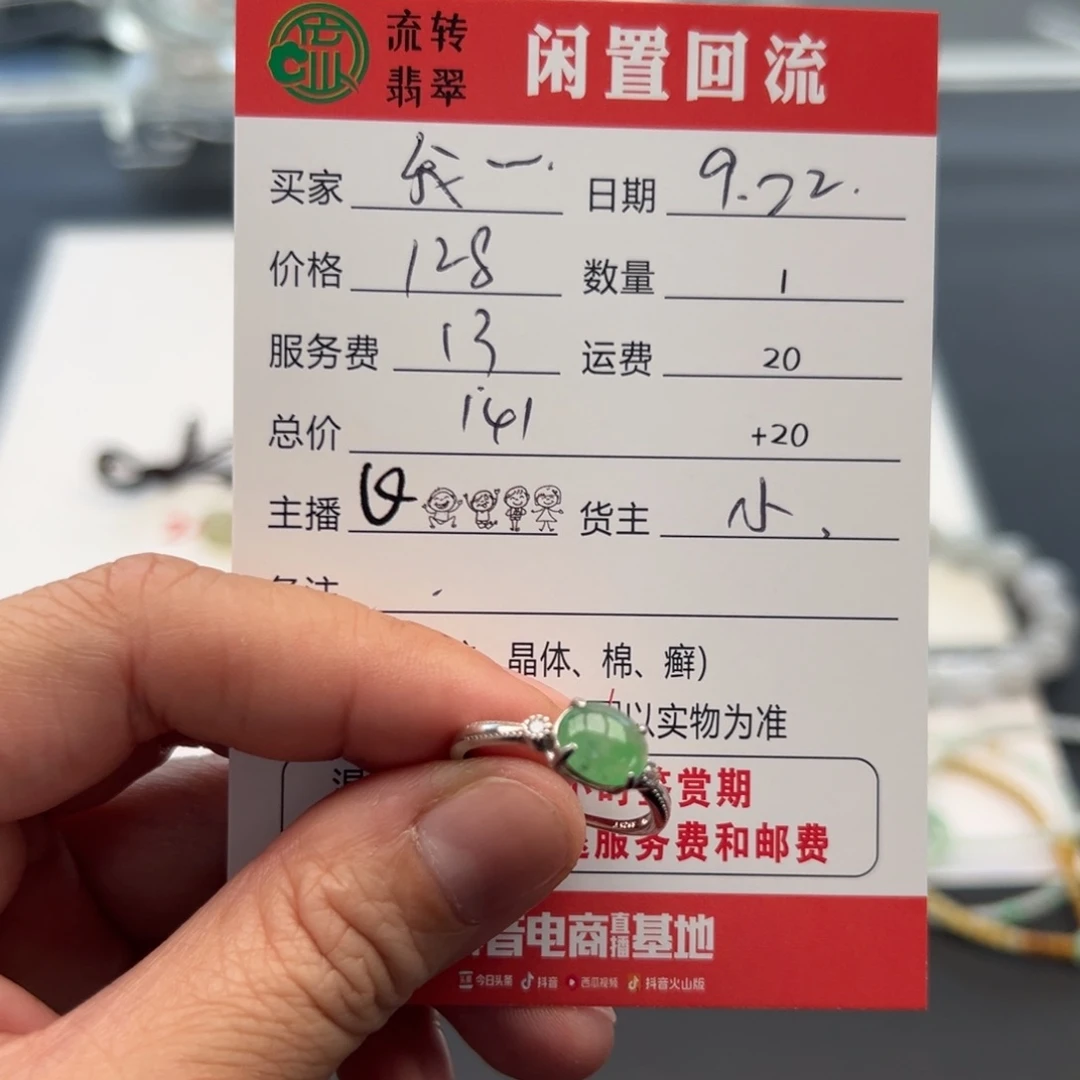 流转
翡翠
闲置回流
买家 长一. 日期 9.22.
价格 128 数量 1
服务费 13 运费 20
总价 141 +20
主播 货主 小、
备注
晶体、棉、癣)
以实物为准
赏期
服务费和邮费
音电商直播基地
今日头条 抖音 西瓜视频 抖音火山版